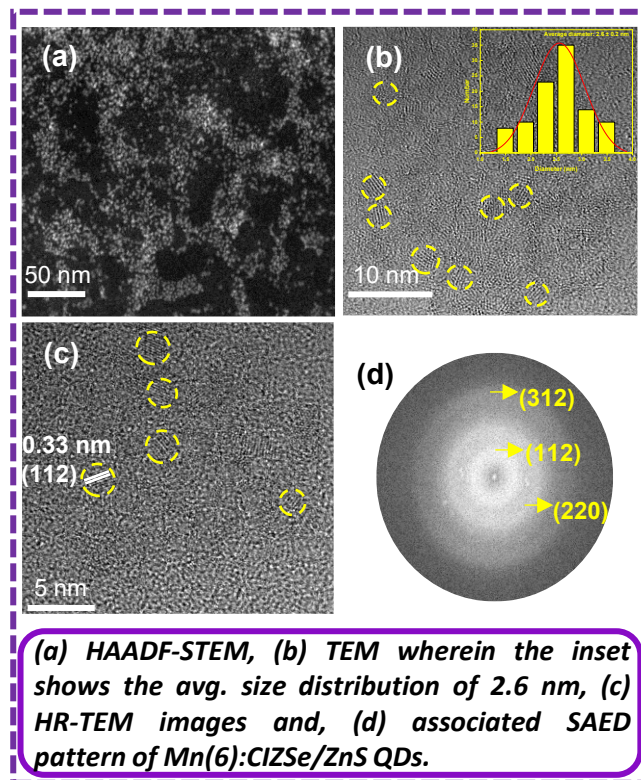 (a)
50 nm
(b)
Average diameter: 2.6 ± 0.2 nm
Number
Diameter (nm)
10 nm
(c)
0.33 nm
(112)
5 nm
(d)
(312)
(112)
(220)
(a) HAADF-STEM, (b) TEM wherein the inset
shows the avg. size distribution of 2.6 nm, (c)
HR-TEM images and, (d) associated SAED
pattern of Mn(6):CIZSe/ZnS QDs.